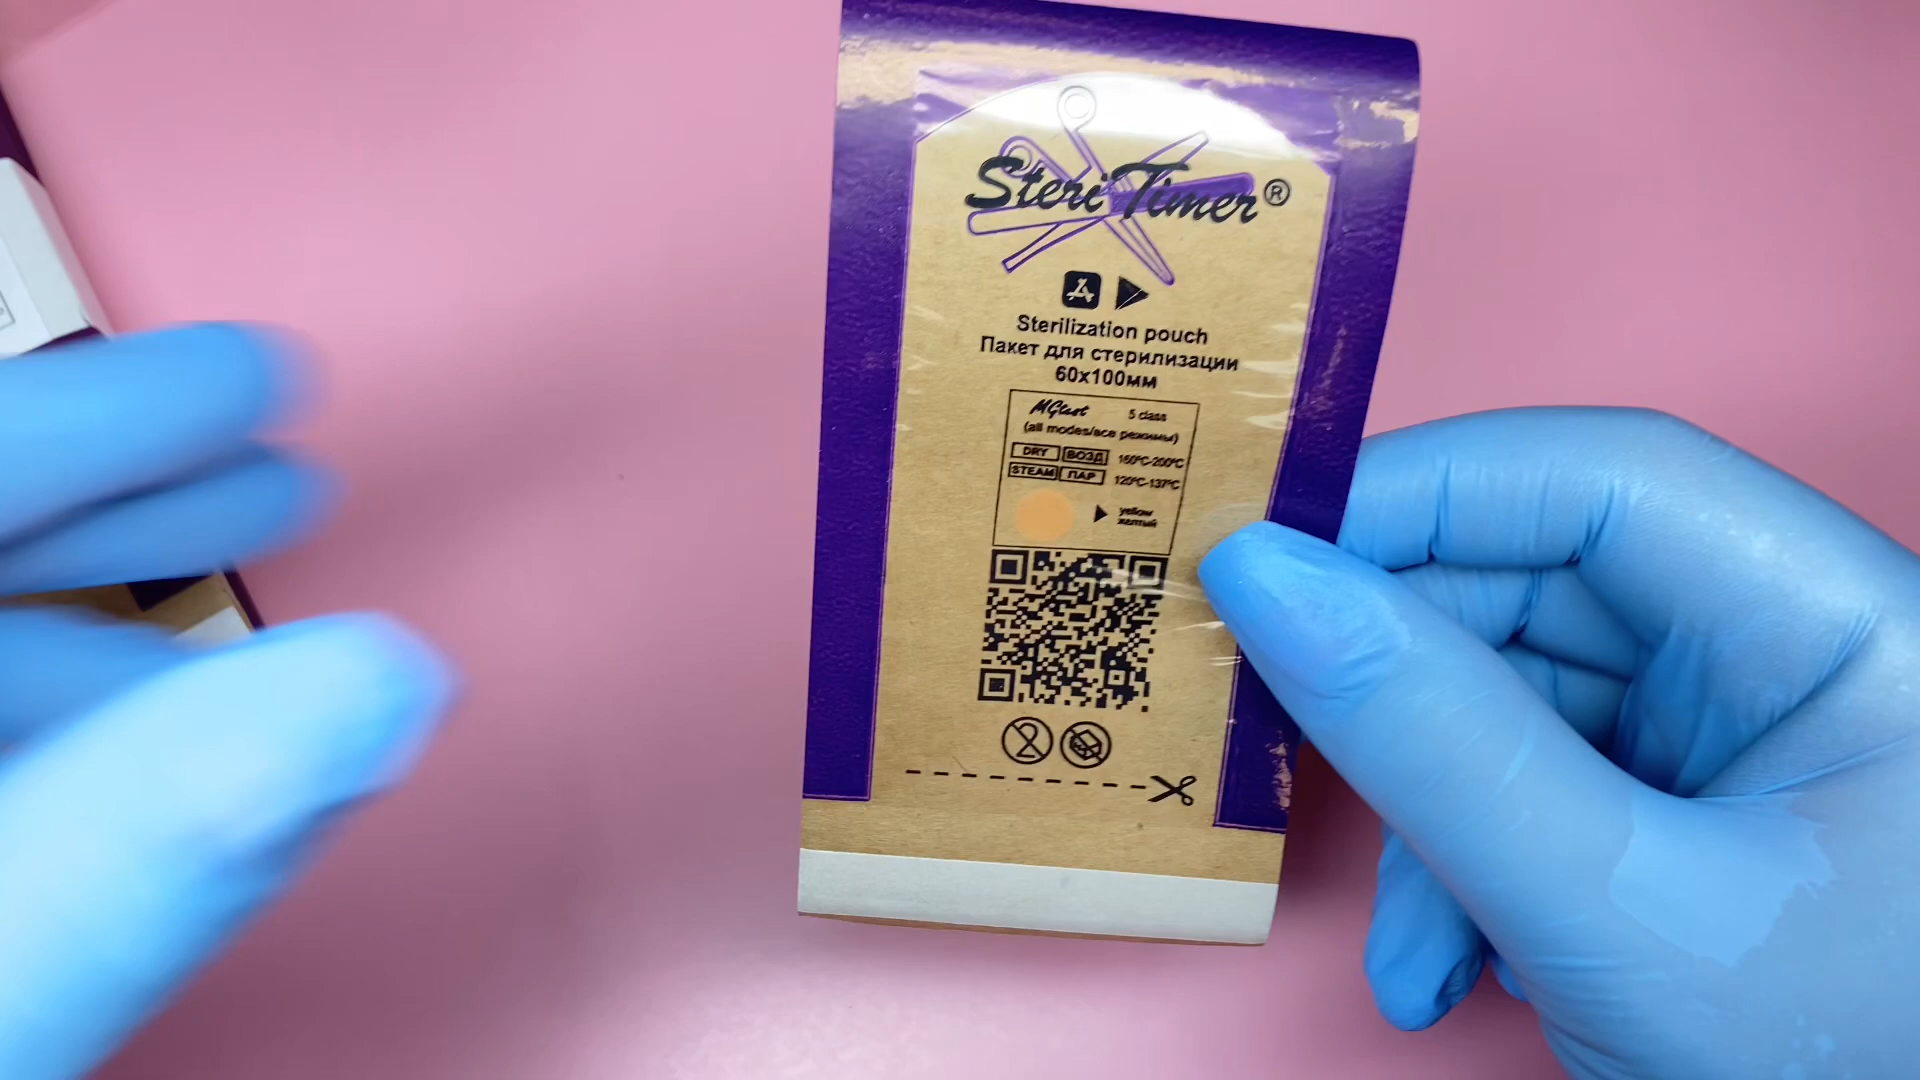 Steri Timer®
Sterilization pouch
Пакет для стерилизации
60x100мм
MGtest 5 class
(all modes/все режимы)
DRY ВОЗД 160°C-200°C
STEAM ПАР 120°C-137°C
yellow
желтый